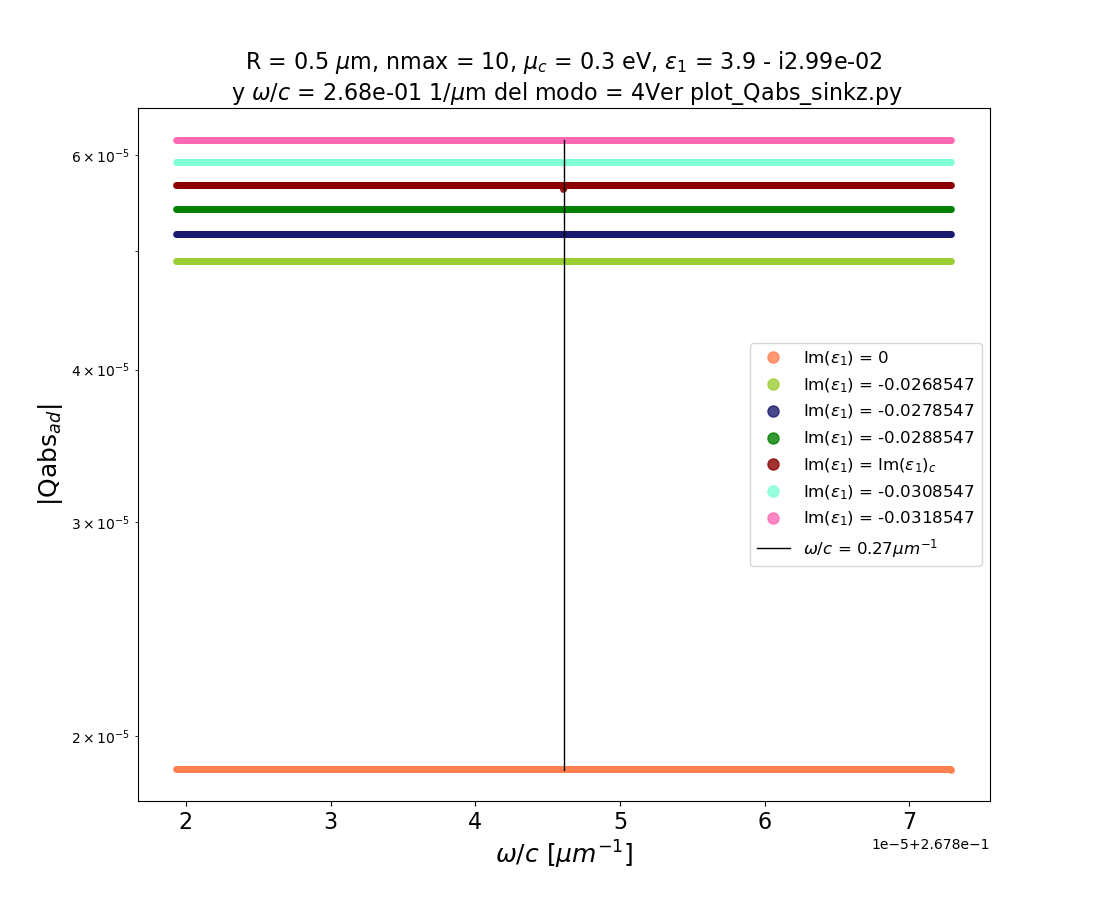 R = 0.5 μm, nmax = 10, μ_c = 0.3 eV, ε₁ = 3.9 - i2.99e-02
y ω/c = 2.68e-01 1/μm del modo = 4Ver plot_Qabs_sinkz.py
6 × 10⁻⁵
4 × 10⁻⁵
3 × 10⁻⁵
2 × 10⁻⁵
|Qabs_ad|
Im(ε₁) = 0
Im(ε₁) = -0.0268547
Im(ε₁) = -0.0278547
Im(ε₁) = -0.0288547
Im(ε₁) = Im(ε₁)_c
Im(ε₁) = -0.0308547
Im(ε₁) = -0.0318547
ω/c = 0.27μm⁻¹
2 3 4 5 6 7
1e−5+2.678e−1
ω/c [μm⁻¹]